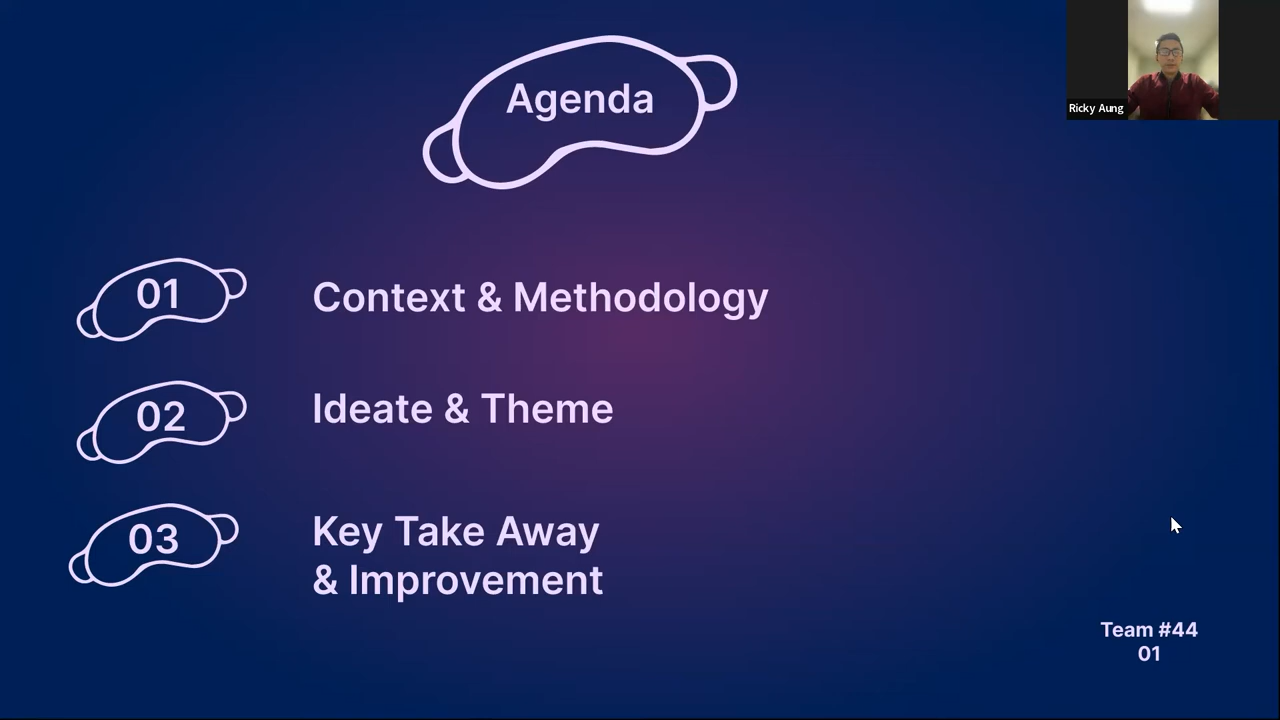 Agenda
Ricky Aung
01
Context & Methodology
02
Ideate & Theme
03
Key Take Away
& Improvement
Team #44
01